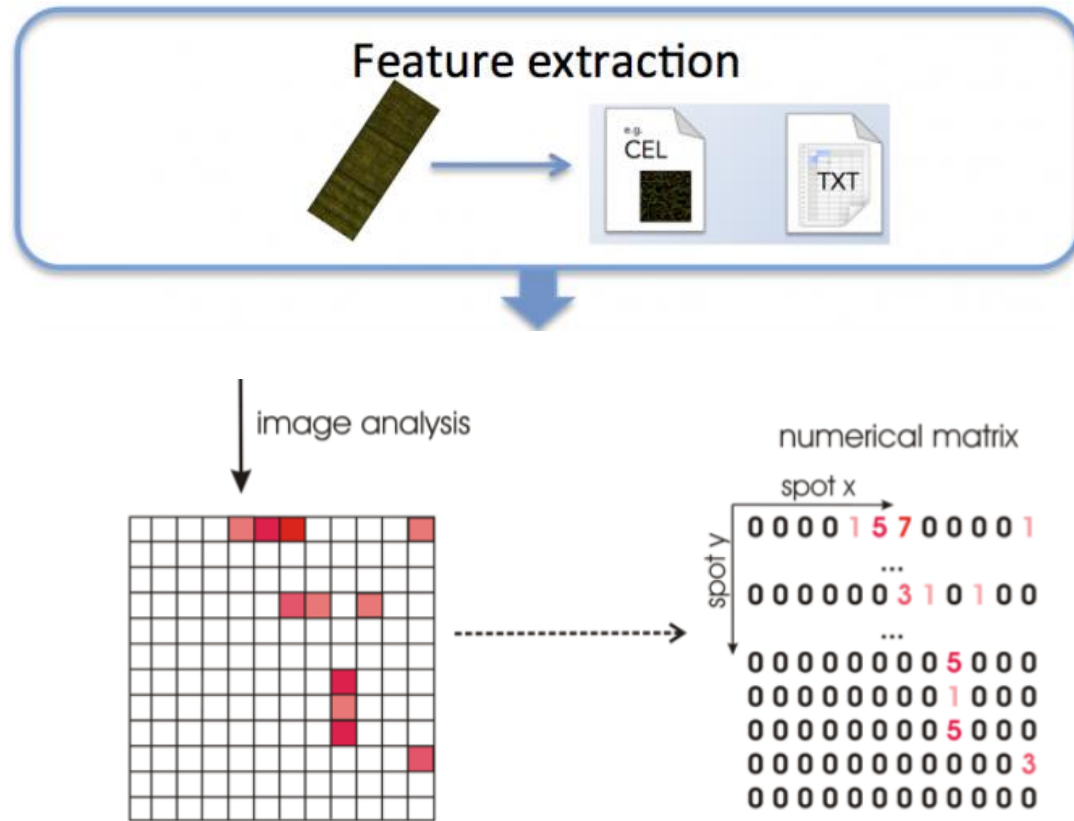 Feature extraction
e.g.
CEL
TXT
image analysis
numerical matrix
spot x
spot y
0 0 0 0 1 5 7 0 0 0 0 1
...
0 0 0 0 0 0 3 1 0 1 0 0
...
0 0 0 0 0 0 0 0 5 0 0 0
0 0 0 0 0 0 0 0 1 0 0 0
0 0 0 0 0 0 0 0 5 0 0 0
0 0 0 0 0 0 0 0 0 0 0 3
0 0 0 0 0 0 0 0 0 0 0 0